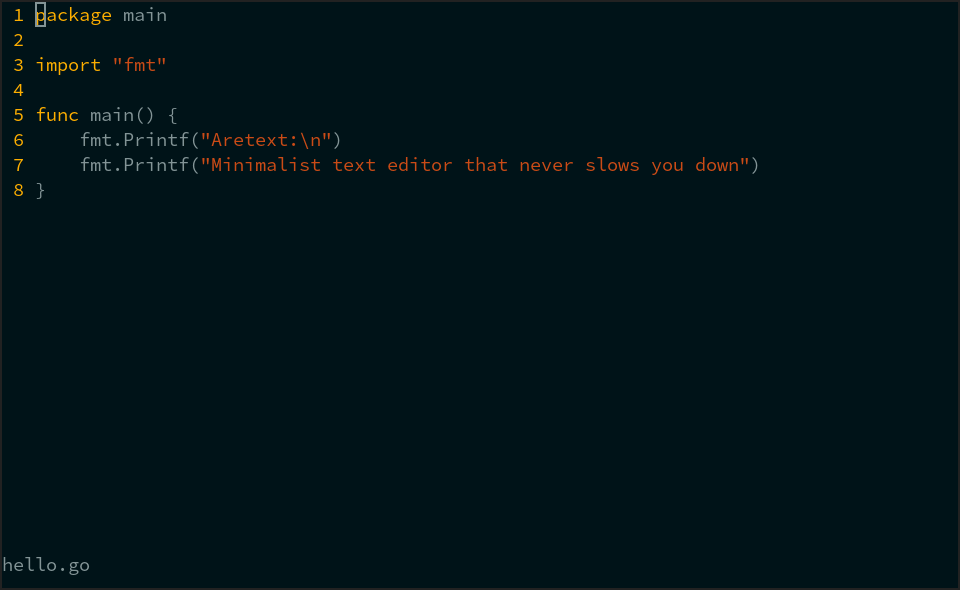 1 package main
2
3 import "fmt"
4
5 func main() {
6     fmt.Printf("Aretext:\n")
7     fmt.Printf("Minimalist text editor that never slows you down")
8 }
hello.go